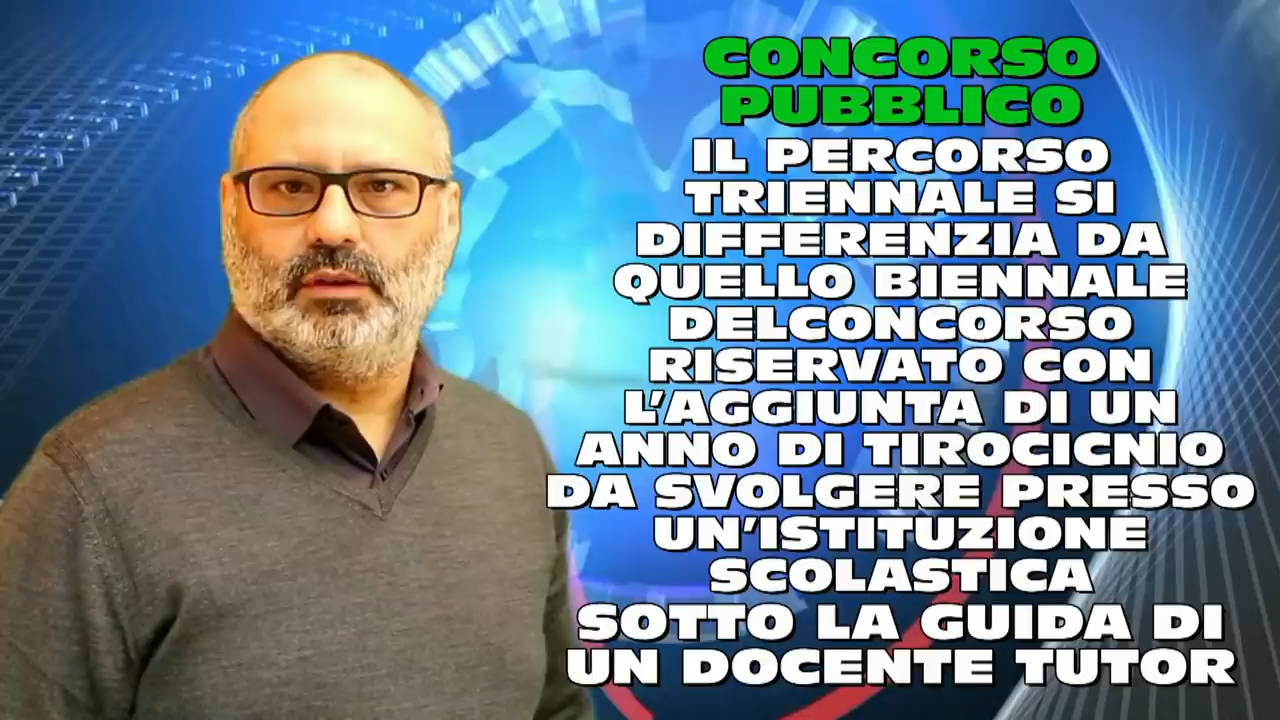 CONCORSO
PUBBLICO
IL PERCORSO
TRIENNALE SI
DIFFERENZIA DA
QUELLO BIENNALE
DELCONCORSO
RISERVATO CON
L'AGGIUNTA DI UN
ANNO DI TIROCICNIO
DA SVOLGERE PRESSO
UN'ISTITUZIONE
SCOLASTICA
SOTTO LA GUIDA DI
UN DOCENTE TUTOR